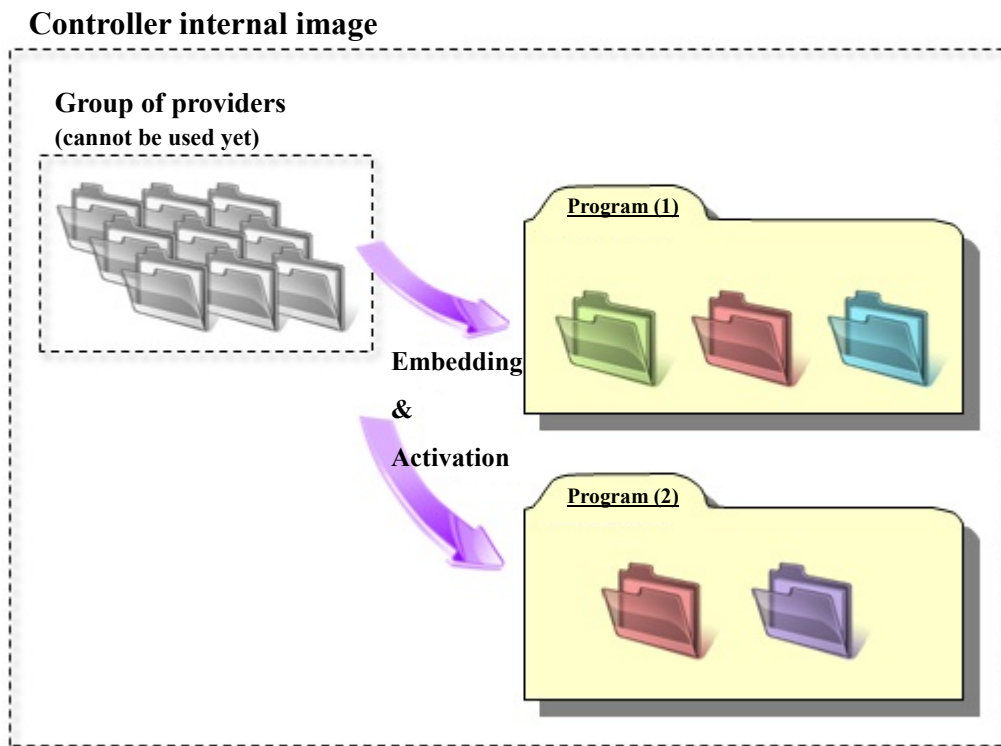 Controller internal image
Group of providers
(cannot be used yet)
Program (1)
Embedding
&
Activation
Program (2)